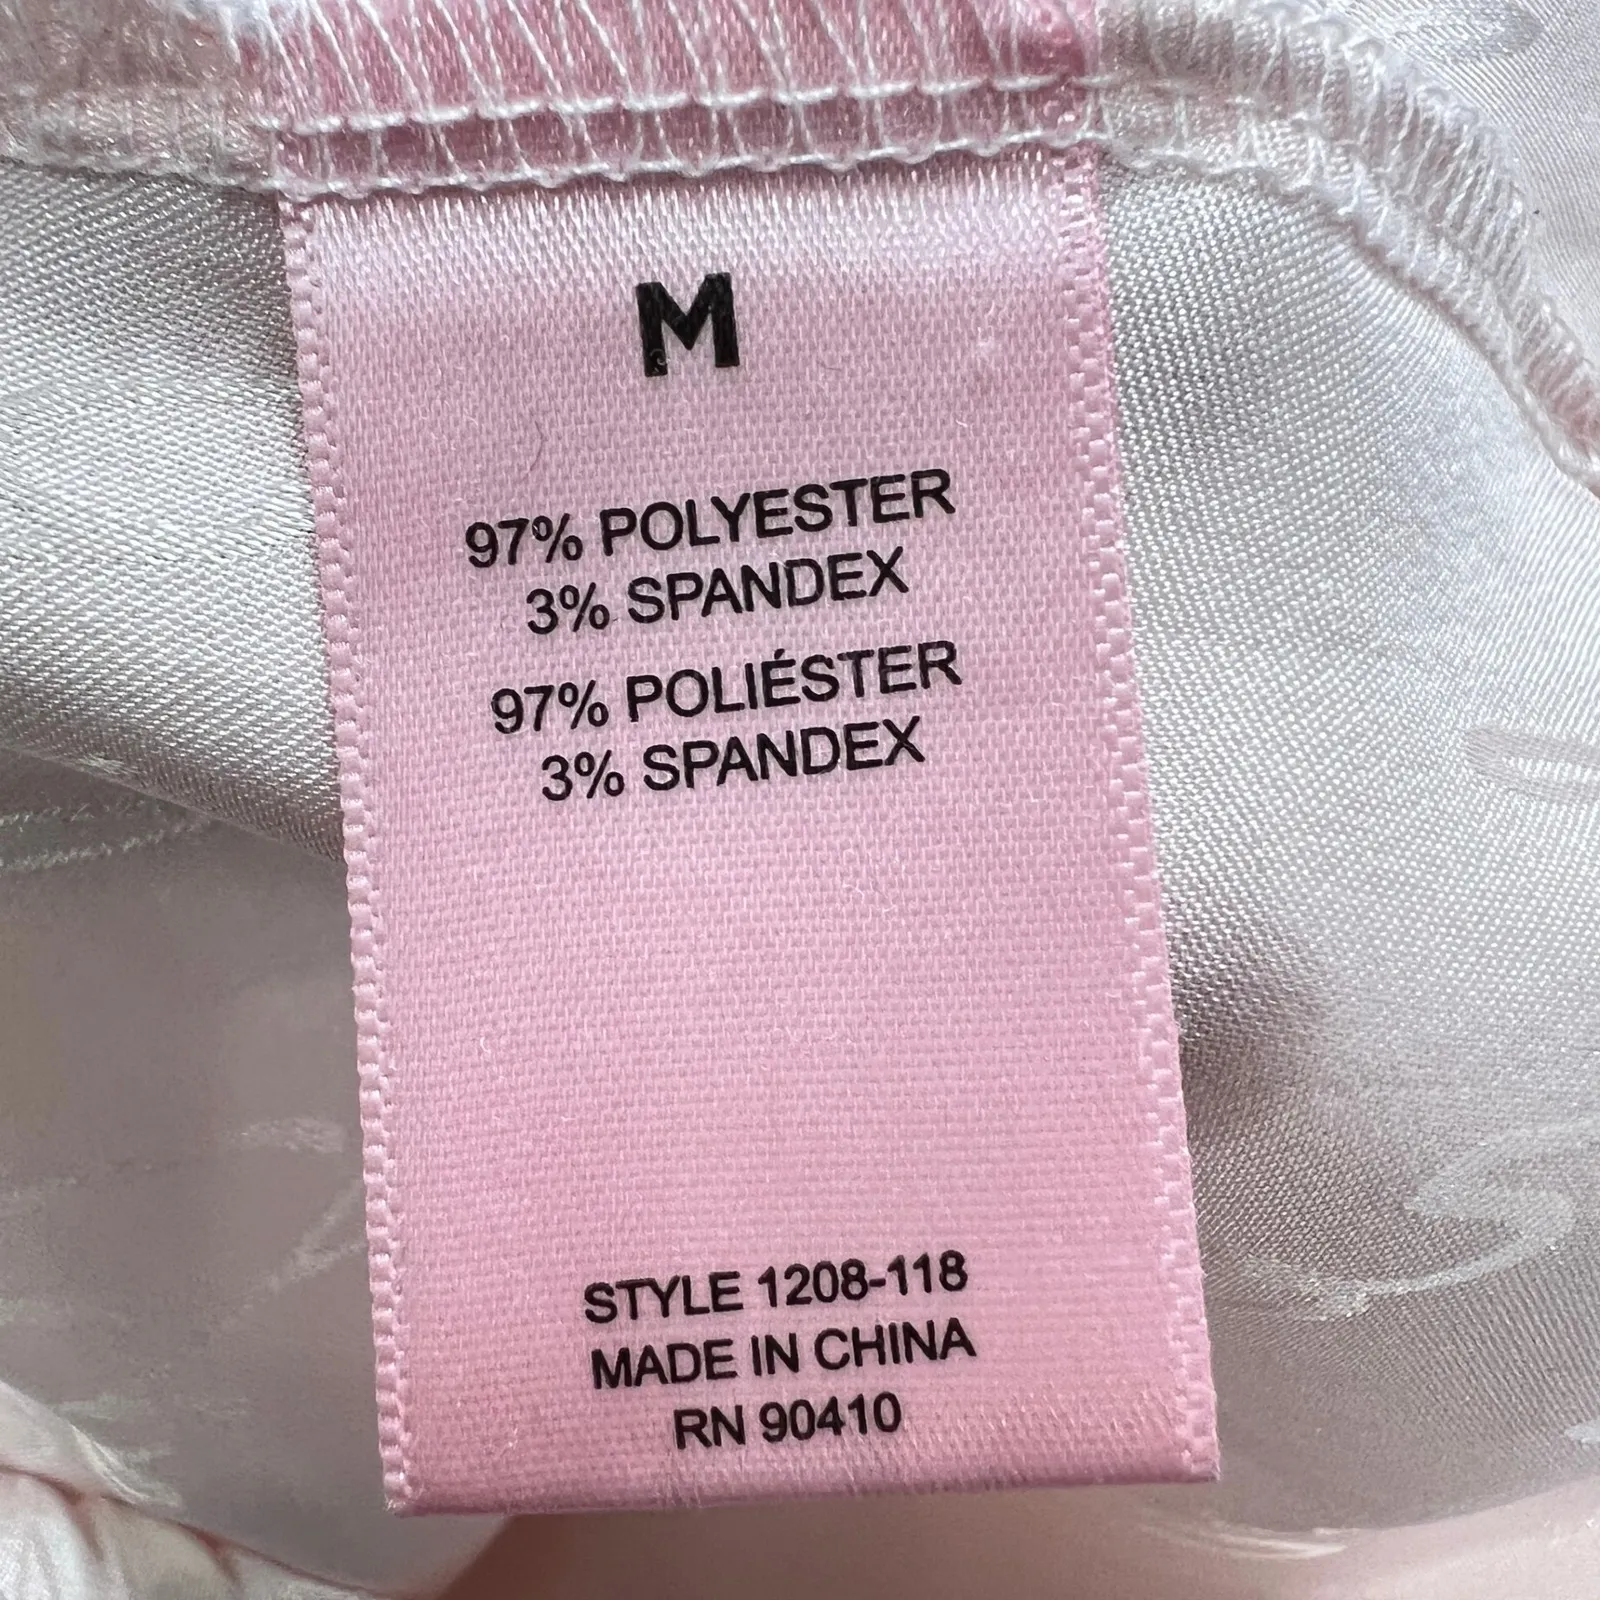 M
97% POLYESTER
3% SPANDEX
97% POLIÉSTER
3% SPANDEX
STYLE 1208-118
MADE IN CHINA
RN 90410